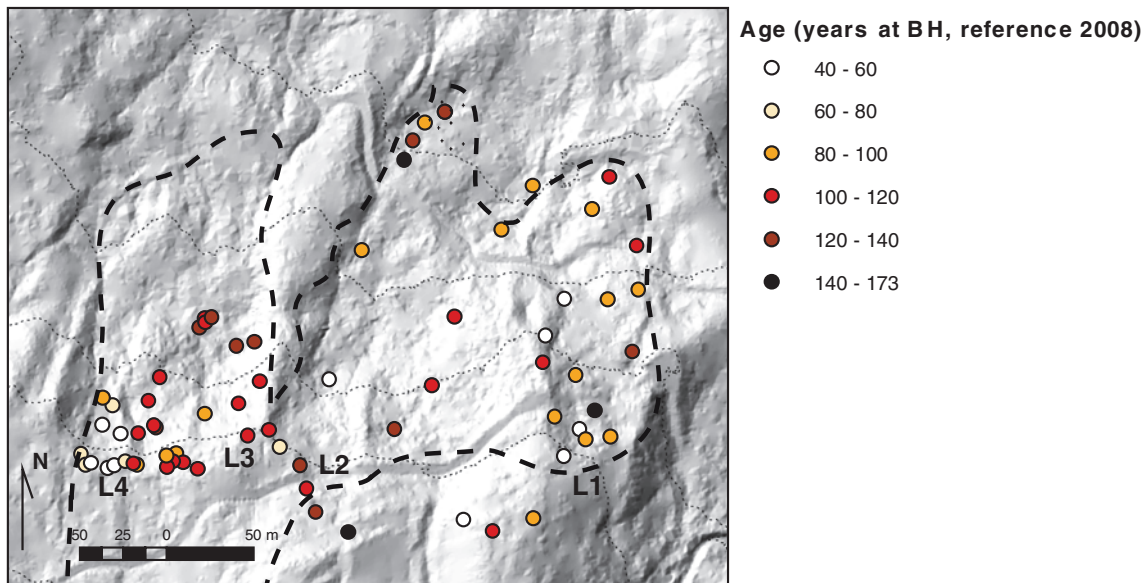 Age (years at BH, reference 2008)
40 - 60
60 - 80
80 - 100
100 - 120
120 - 140
140 - 173
L3
L2
L4
L1
N
50 25 0 50 m